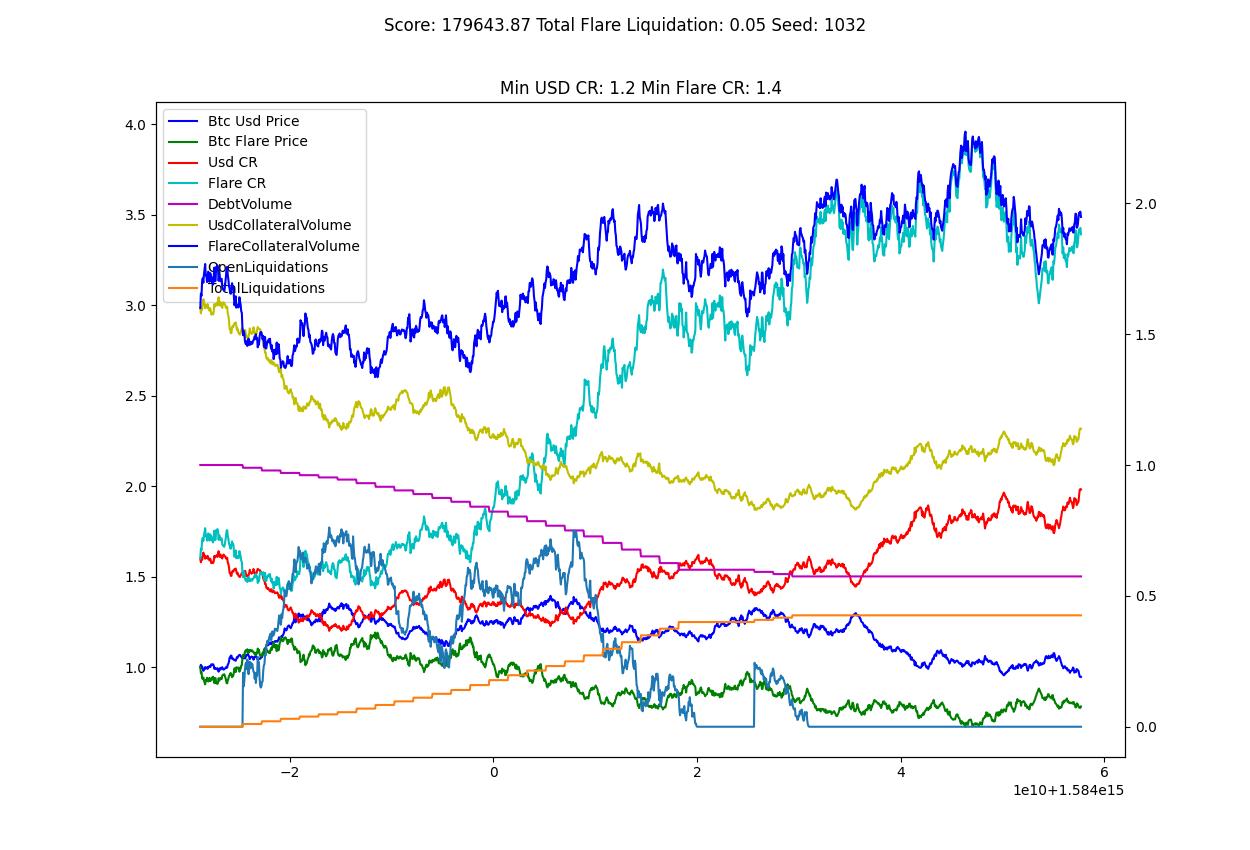 Score: 179643.87 Total Flare Liquidation: 0.05 Seed: 1032
Min USD CR: 1.2 Min Flare CR: 1.4
Btc Usd Price
Btc Flare Price
Usd CR
Flare CR
DebtVolume
UsdCollateralVolume
FlareCollateralVolume
OpenLiquidations
TotalLiquidations
4.0
3.5
3.0
2.5
2.0
1.5
1.0
2.0
1.5
1.0
0.5
0.0
−2
0
2
4
6
1e10+1.584e15